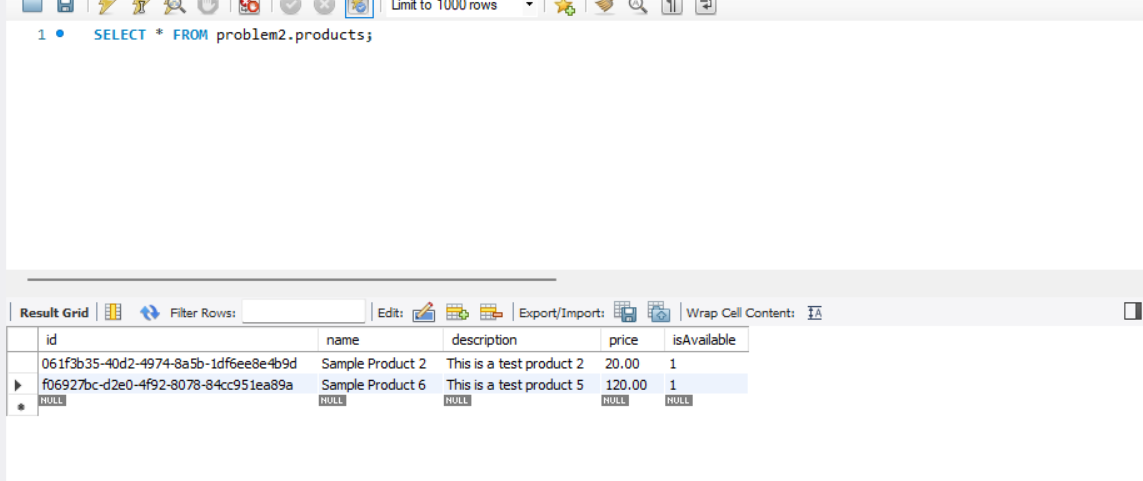 Limit to 1000 rows
1 SELECT * FROM problem2.products;
Result Grid Filter Rows: Edit: Export/Import: Wrap Cell Content: IA
id name description price isAvailable
061f3b35-40d2-4974-8a5b-1df6ee8e4b9d Sample Product 2 This is a test product 2 20.00 1
f06927bc-d2e0-4f92-8078-84cc951ea89a Sample Product 6 This is a test product 5 120.00 1
NULL NULL NULL NULL NULL